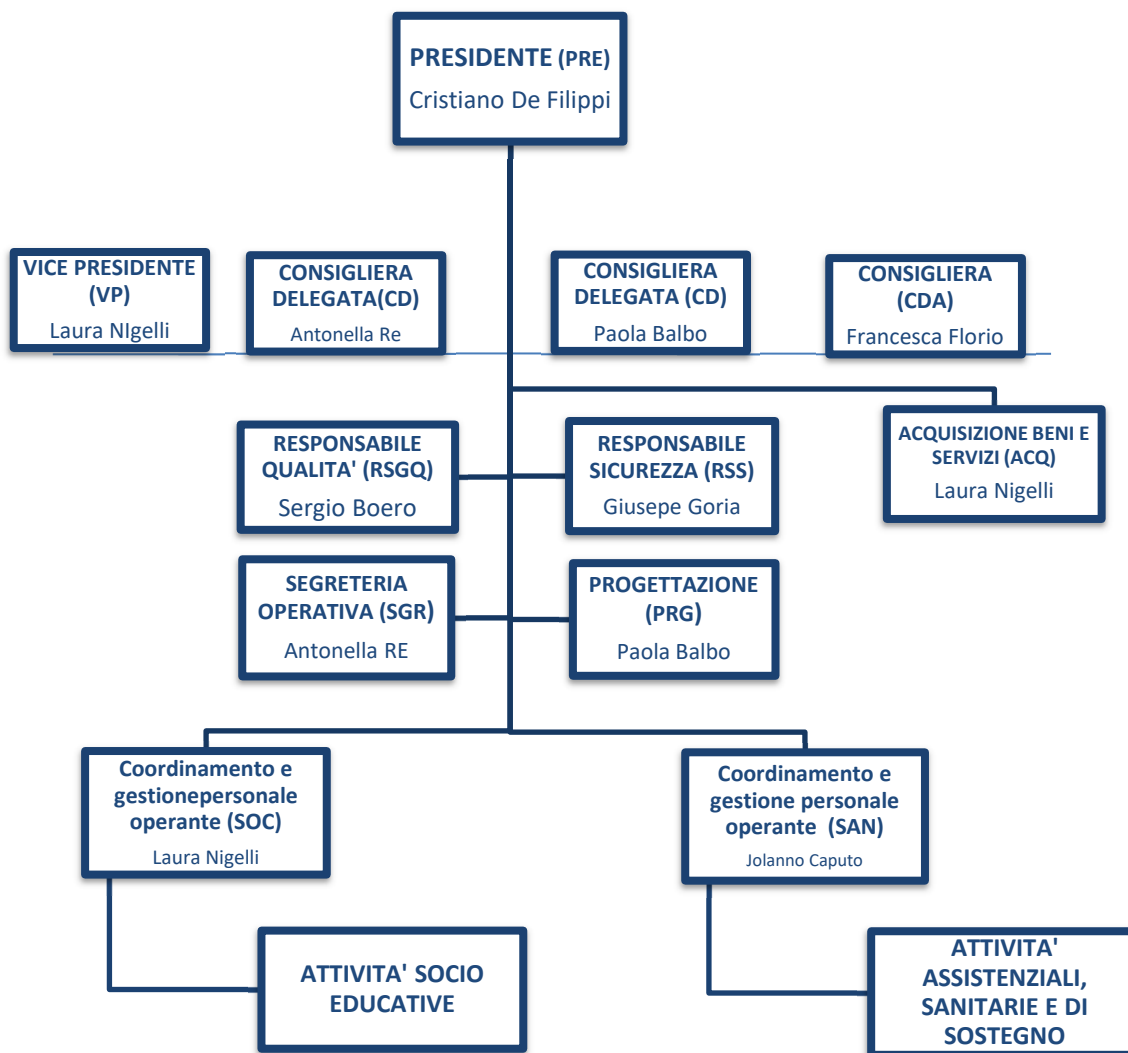 PRESIDENTE (PRE)
Cristiano De Filippi
VICE PRESIDENTE
(VP)
Laura NIgelli
CONSIGLIERA
DELEGATA(CD)
Antonella Re
CONSIGLIERA
DELEGATA (CD)
Paola Balbo
CONSIGLIERA
(CDA)
Francesca Florio
RESPONSABILE
QUALITA' (RSGQ)
Sergio Boero
RESPONSABILE
SICUREZZA (RSS)
Giusepe Goria
ACQUISIZIONE BENI E
SERVIZI (ACQ)
Laura Nigelli
SEGRETERIA
OPERATIVA (SGR)
Antonella RE
PROGETTAZIONE
(PRG)
Paola Balbo
Coordinamento e
gestionepersonale
operante (SOC)
Laura Nigelli
Coordinamento e
gestione personale
operante (SAN)
Jolanno Caputo
ATTIVITA' SOCIO
EDUCATIVE
ATTIVITA'
ASSISTENZIALI,
SANITARIE E DI
SOSTEGNO